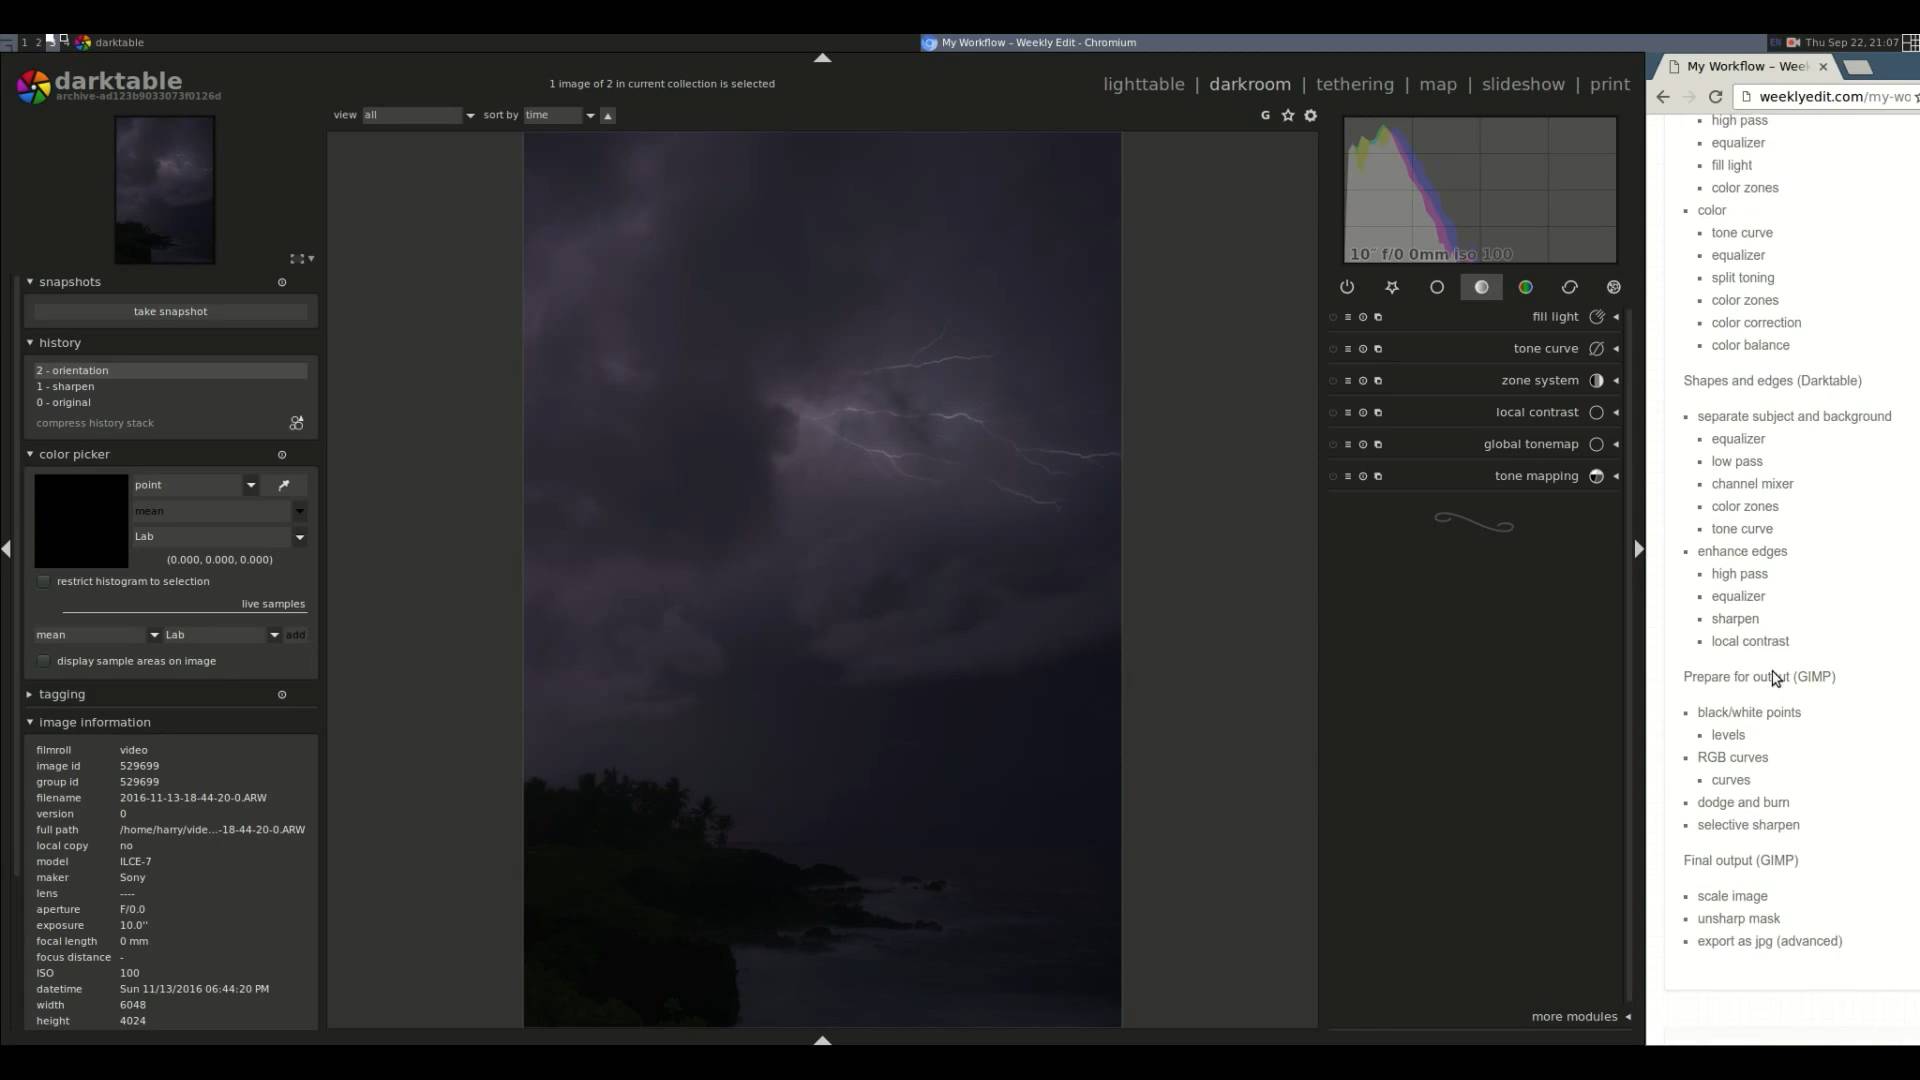 1 2 3 4 darktable
My Workflow – Weekly Edit - Chromium
EN Thu Sep 22, 21:07
darktable
archive-ad123b9033073f0126d
1 image of 2 in current collection is selected
lighttable | darkroom | tethering | map | slideshow | print
view all sort by time
G
snapshots
take snapshot
history
2 - orientation
1 - sharpen
0 - original
compress history stack
color picker
point
mean
Lab
(0.000, 0.000, 0.000)
restrict histogram to selection
live samples
mean Lab add
display sample areas on image
tagging
image information
filmroll video
image id 529699
group id 529699
filename 2016-11-13-18-44-20-0.ARW
version 0
full path /home/harry/vide...-18-44-20-0.ARW
local copy no
model ILCE-7
maker Sony
lens ----
aperture F/0.0
exposure 10.0''
focal length 0 mm
focus distance -
ISO 100
datetime Sun 11/13/2016 06:44:20 PM
width 6048
height 4024
10'' f/0 0mm iso 100
fill light
tone curve
zone system
local contrast
global tonemap
tone mapping
more modules
My Workflow – Wee
weeklyedit.com/my-wo
high pass
equalizer
fill light
color zones
color
tone curve
equalizer
split toning
color zones
color correction
color balance
Shapes and edges (Darktable)
separate subject and background
equalizer
low pass
channel mixer
color zones
tone curve
enhance edges
high pass
equalizer
sharpen
local contrast
Prepare for output (GIMP)
black/white points
levels
RGB curves
curves
dodge and burn
selective sharpen
Final output (GIMP)
scale image
unsharp mask
export as jpg (advanced)